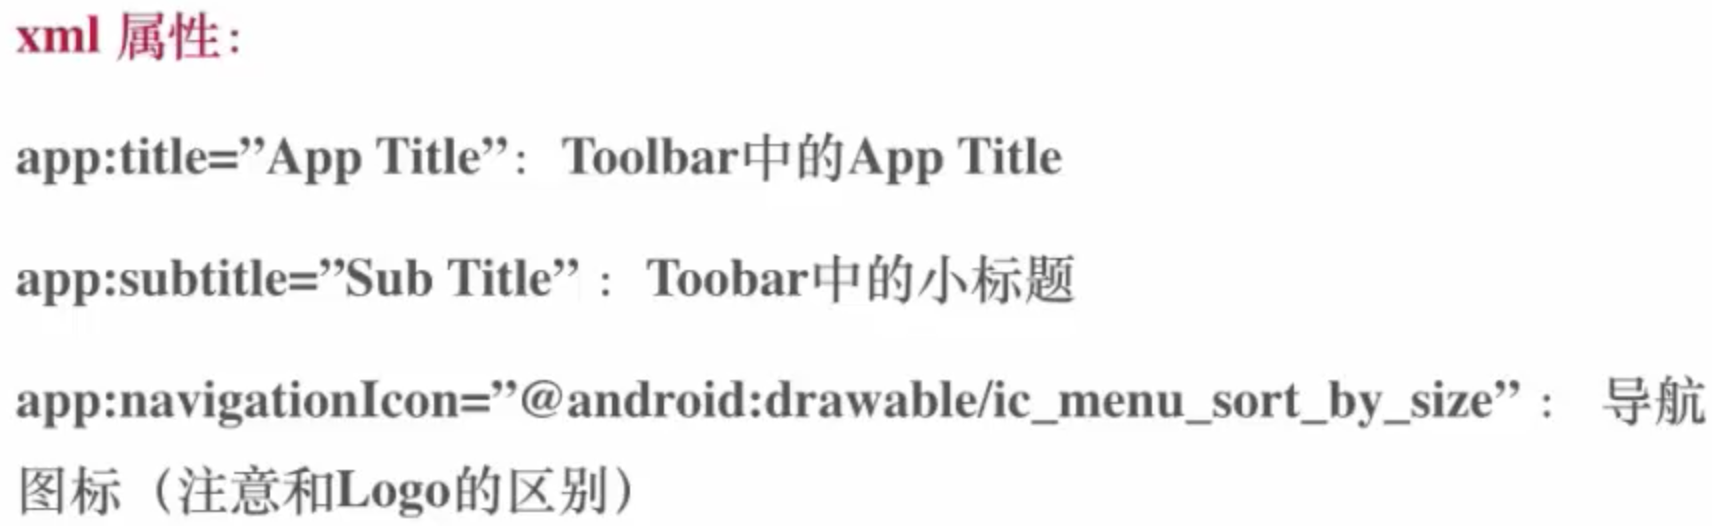 xml 属性：
app:title=”App Title”：Toolbar中的App Title
app:subtitle=”Sub Title”：Toobar中的小标题
app:navigationIcon=”@android:drawable/ic_menu_sort_by_size”： 导航
图标（注意和Logo的区别）